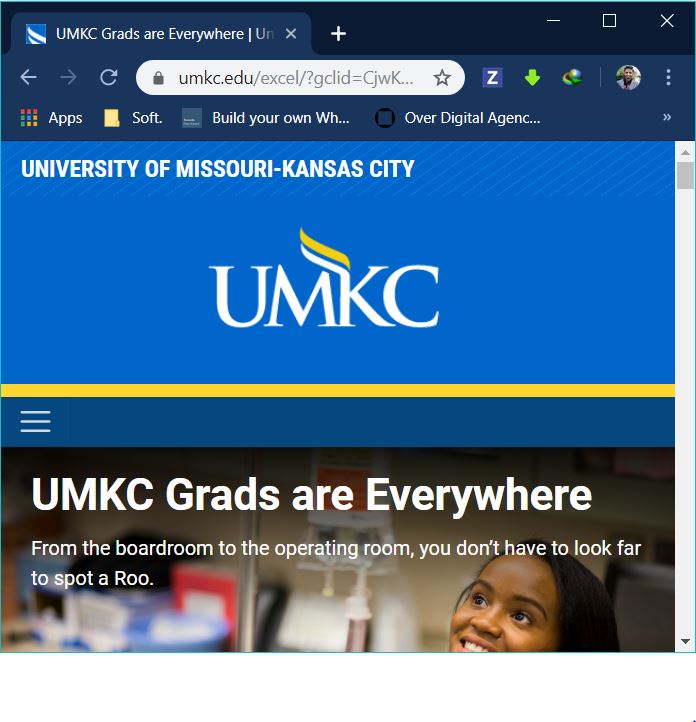 UMKC Grads are Everywhere | Un
umkc.edu/excel/?gclid=CjwK...
Z
Apps
Soft.
Build your own Wh...
Over Digital Agenc...
»
UNIVERSITY OF MISSOURI-KANSAS CITY
UMKC
UMKC Grads are Everywhere
From the boardroom to the operating room, you don’t have to look far
to spot a Roo.